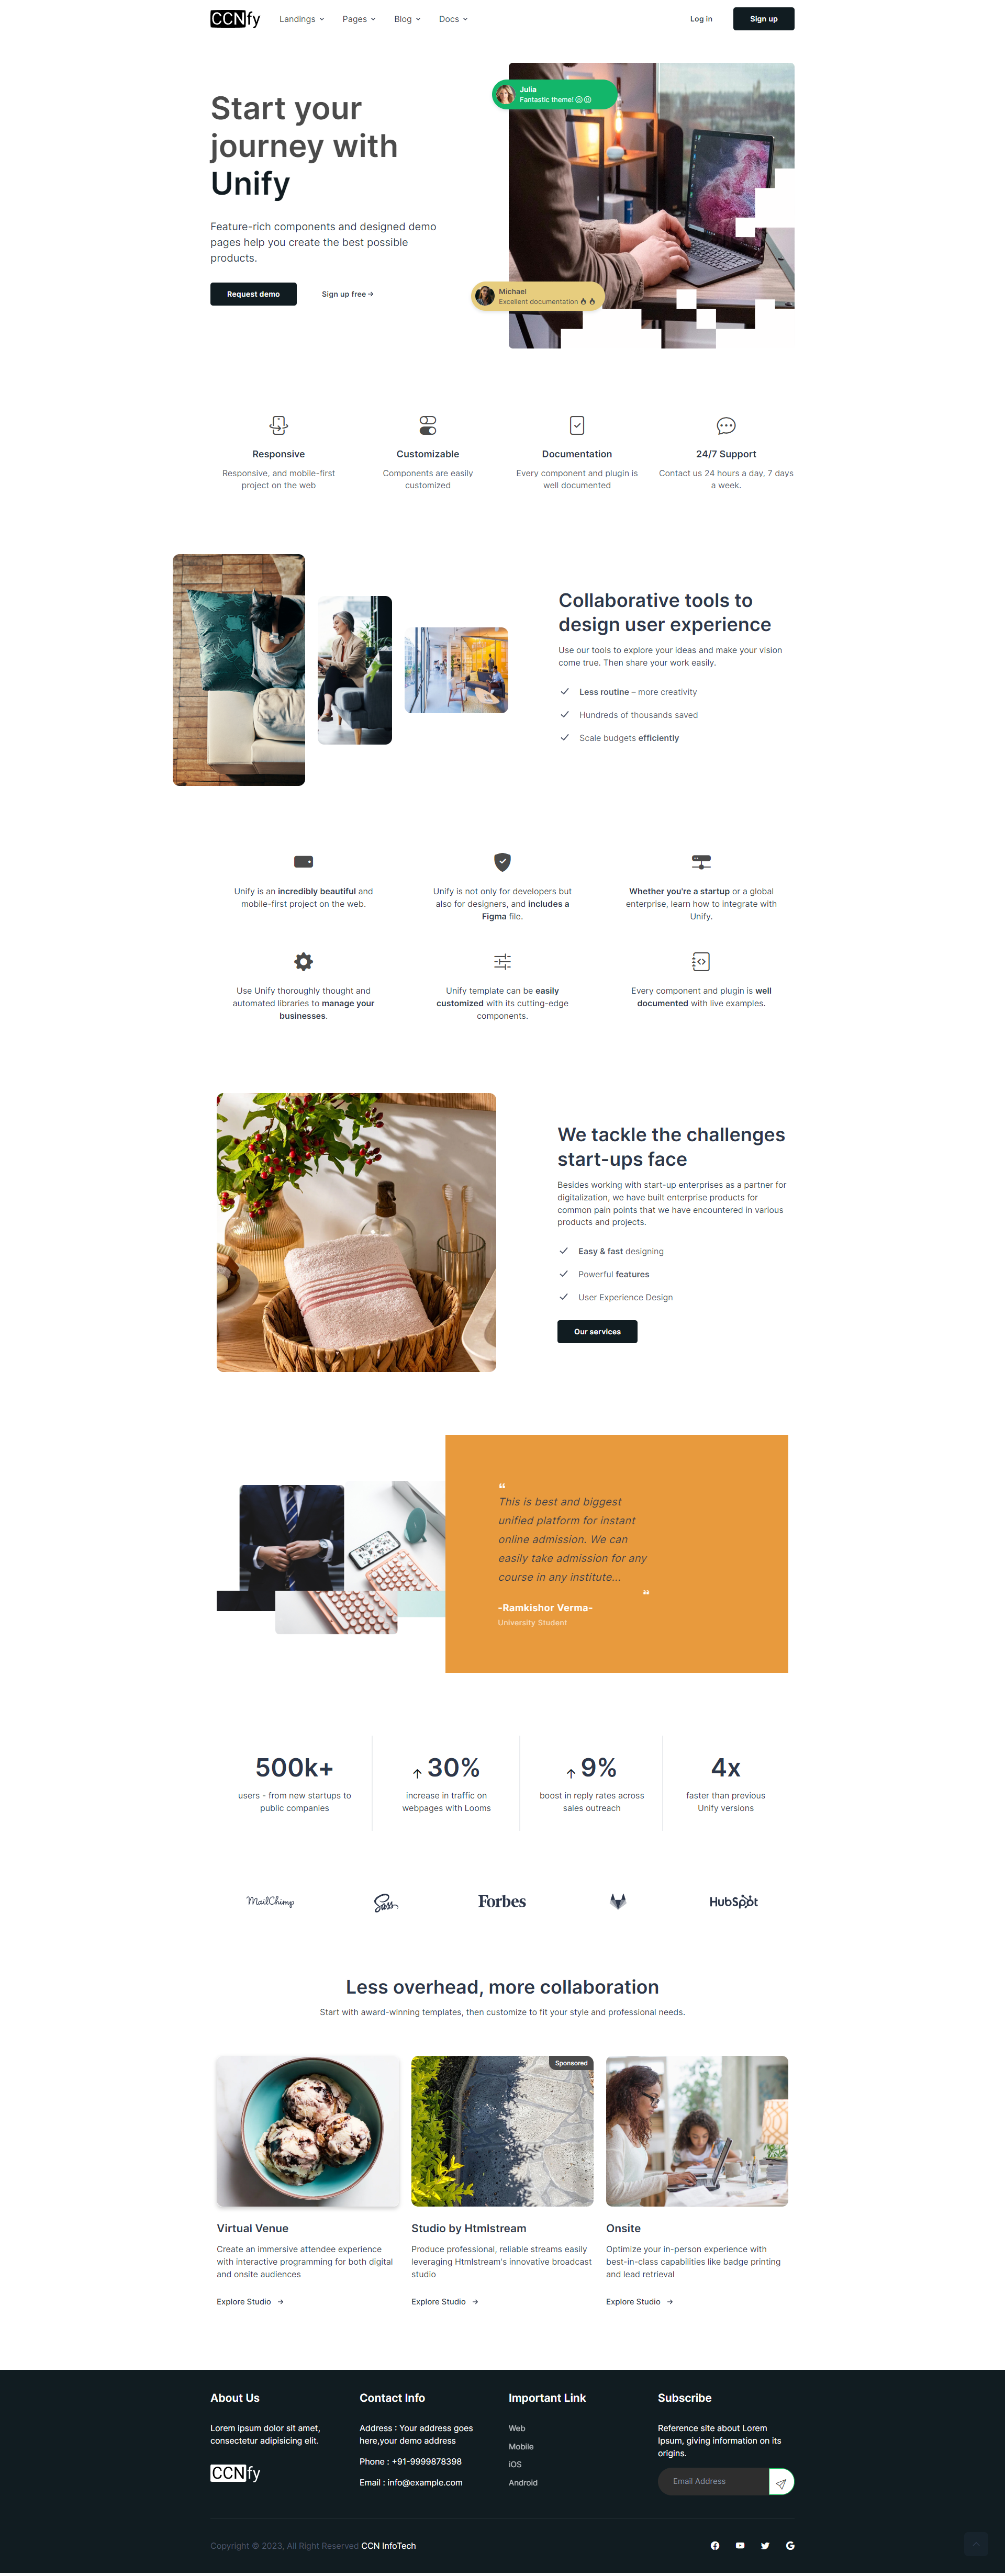 CCNfy
Landings
Pages
Blog
Docs
Log in
Sign up
Start your
journey with
Unify
Feature-rich components and designed demo
pages help you create the best possible
products.
Request demo
Sign up free →
Julia
Fantastic theme! 😍😍
Michael
Excellent documentation 🔥🔥
Responsive
Responsive, and mobile-first
project on the web
Customizable
Components are easily
customized
Documentation
Every component and plugin is
well documented
24/7 Support
Contact us 24 hours a day, 7 days
a week.
Collaborative tools to
design user experience
Use our tools to explore your ideas and make your vision
come true. Then share your work easily.
Less routine – more creativity
Hundreds of thousands saved
Scale budgets efficiently
Unify is an incredibly beautiful and
mobile-first project on the web.
Unify is not only for developers but
also for designers, and includes a
Figma file.
Whether you're a startup or a global
enterprise, learn how to integrate with
Unify.
Use Unify thoroughly thought and
automated libraries to manage your
businesses.
Unify template can be easily
customized with its cutting-edge
components.
Every component and plugin is well
documented with live examples.
We tackle the challenges
start-ups face
Besides working with start-up enterprises as a partner for
digitalization, we have built enterprise products for
common pain points that we have encountered in various
products and projects.
Easy & fast designing
Powerful features
User Experience Design
Our services
“
This is best and biggest
unified platform for instant
online admission. We can
easily take admission for any
course in any institute...
”
-Ramkishor Verma-
University Student
500k+
users - from new startups to
public companies
↑ 30%
increase in traffic on
webpages with Looms
↑ 9%
boost in reply rates across
sales outreach
4x
faster than previous
Unify versions
MailChimp
Sass
Forbes
HubSpot
Less overhead, more collaboration
Start with award-winning templates, then customize to fit your style and professional needs.
Virtual Venue
Create an immersive attendee experience
with interactive programming for both digital
and onsite audiences
Explore Studio →
Sponsored
Studio by Htmlstream
Produce professional, reliable streams easily
leveraging Htmlstream's innovative broadcast
studio
Explore Studio →
Onsite
Optimize your in-person experience with
best-in-class capabilities like badge printing
and lead retrieval
Explore Studio →
About Us
Lorem ipsum dolor sit amet,
consectetur adipisicing elit.
CCNfy
Contact Info
Address : Your address goes
here,your demo address
Phone : +91-9999878398
Email : info@example.com
Important Link
Web
Mobile
iOS
Android
Subscribe
Reference site about Lorem
Ipsum, giving information on its
origins.
Email Address
Copyright © 2023, All Right Reserved CCN InfoTech